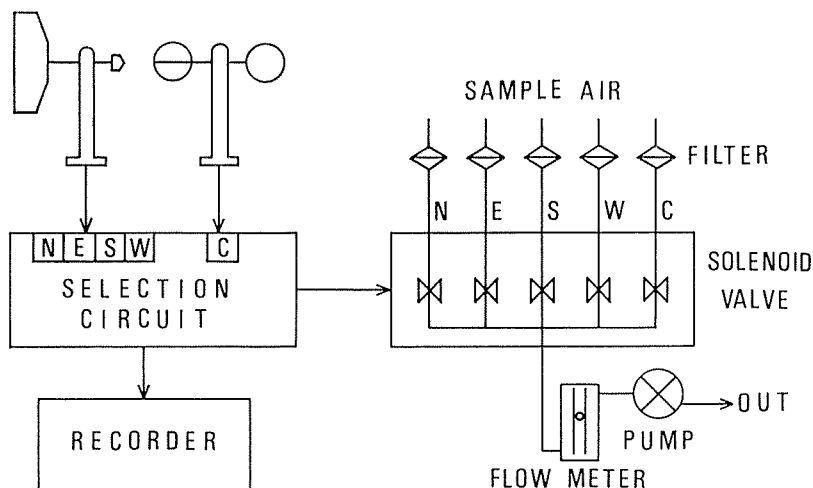 SAMPLE AIR
FILTER
N E S W C
N E S W C
SELECTION
CIRCUIT
SOLENOID
VALVE
RECORDER
OUT
PUMP
FLOW METER